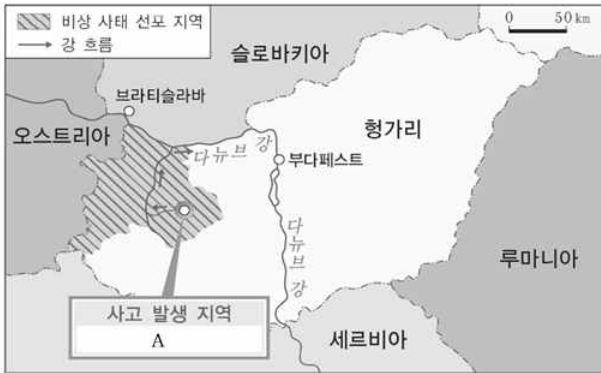 비상 사태 선포 지역
강 흐름
0 50 km
슬로바키아
브라티슬라바
오스트리아
헝가리
다뉴브 강
부다페스트
다뉴브 강
루마니아
사고 발생 지역
A
세르비아